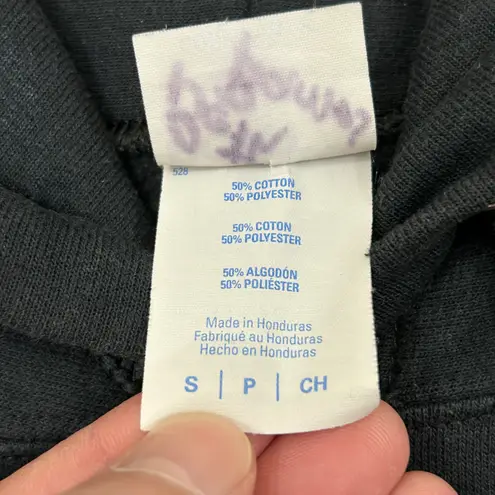 528
50% COTTON
50% POLYESTER
50% COTON
50% POLYESTER
50% ALGODÓN
50% POLIÉSTER
Made in Honduras
Fabriqué au Honduras
Hecho en Honduras
S | P | CH